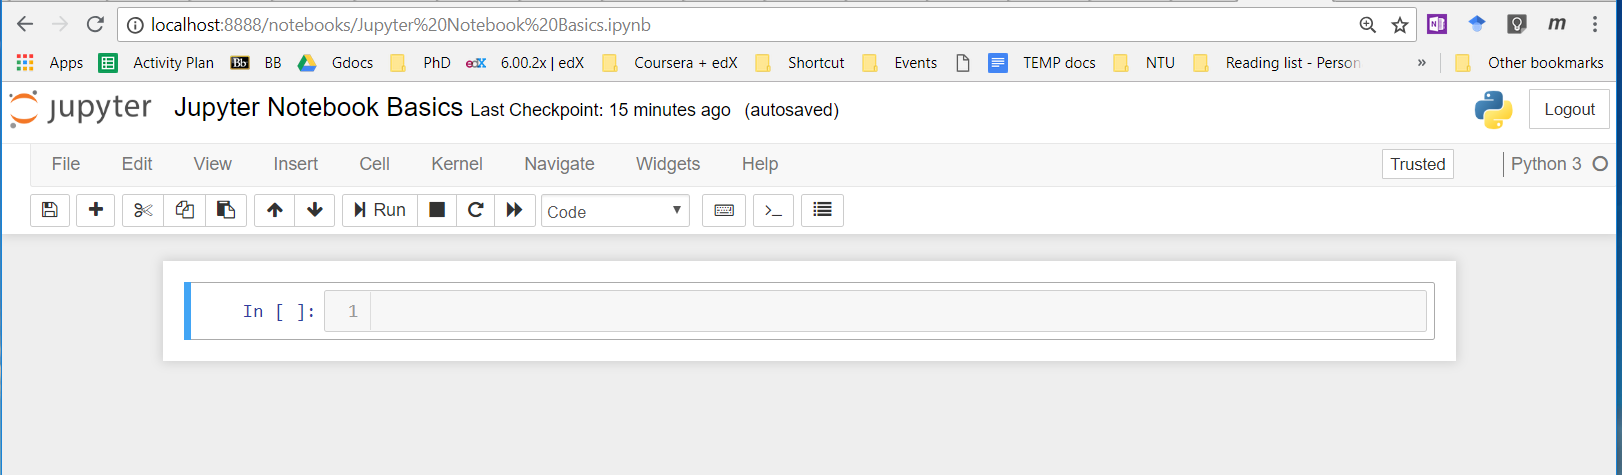 localhost:8888/notebooks/Jupyter%20Notebook%20Basics.ipynb
N m
Apps Activity Plan Bb BB Gdocs PhD edX 6.00.2x | edX Coursera + edX Shortcut Events TEMP docs NTU Reading list - Person » Other bookmarks
jupyter Jupyter Notebook Basics Last Checkpoint: 15 minutes ago (autosaved) Logout
File Edit View Insert Cell Kernel Navigate Widgets Help Trusted Python 3
Run Code >_
In [ ]: 1